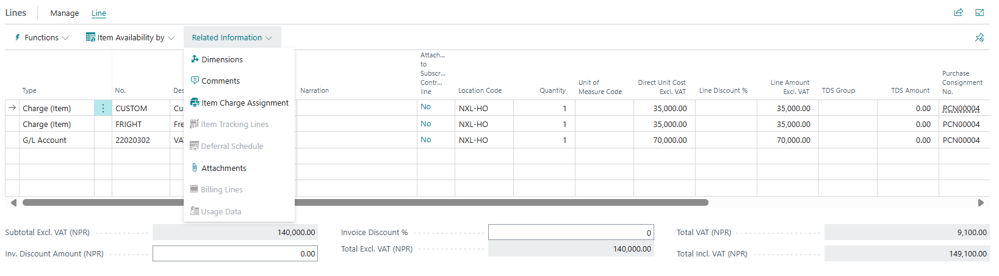 Lines Manage Line
Functions Item Availability by Related Information
Dimensions
Comments
Item Charge Assignment
Item Tracking Lines
Deferral Schedule
Attachments
Billing Lines
Usage Data
Type No. Des Narration Attach... to Subscr... Contr... line Location Code Quantity Unit of Measure Code Direct Unit Cost Excl. VAT Line Discount % Line Amount Excl. VAT TDS Group TDS Amount Purchase Consignment No.
Charge (Item) CUSTOM Cu No NXL-HO 1 35,000.00 35,000.00 0.00 PCN00004
Charge (Item) FRIGHT Fre No NXL-HO 1 35,000.00 35,000.00 0.00 PCN00004
G/L Account 22020302 VA No NXL-HO 1 70,000.00 70,000.00 0.00 PCN00004
Subtotal Excl. VAT (NPR) 140,000.00 Invoice Discount % 0 Total VAT (NPR) 9,100.00
Inv. Discount Amount (NPR) 0.00 Total Excl. VAT (NPR) 140,000.00 Total Incl. VAT (NPR) 149,100.00